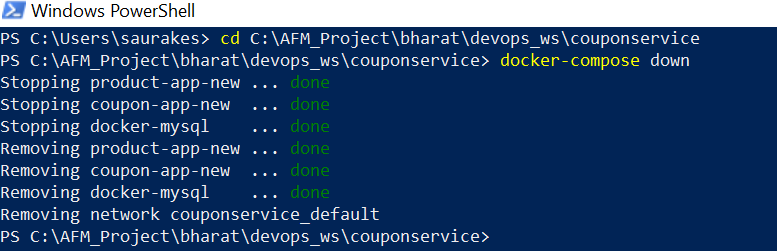 Windows PowerShell
PS C:\Users\saurakes> cd C:\AFM_Project\bharat\devops_ws\couponservice
PS C:\AFM_Project\bharat\devops_ws\couponservice> docker-compose down
Stopping product-app-new ... done
Stopping coupon-app-new  ... done
Stopping docker-mysql    ... done
Removing product-app-new ... done
Removing coupon-app-new  ... done
Removing docker-mysql    ... done
Removing network couponservice_default
PS C:\AFM_Project\bharat\devops_ws\couponservice>